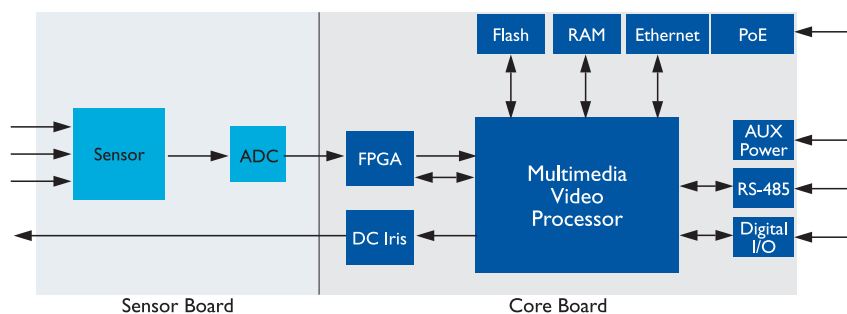 Flash
RAM
Ethernet
PoE
Sensor
ADC
FPGA
Multimedia
Video
Processor
AUX
Power
RS-485
DC Iris
Digital
I/O
Sensor Board
Core Board